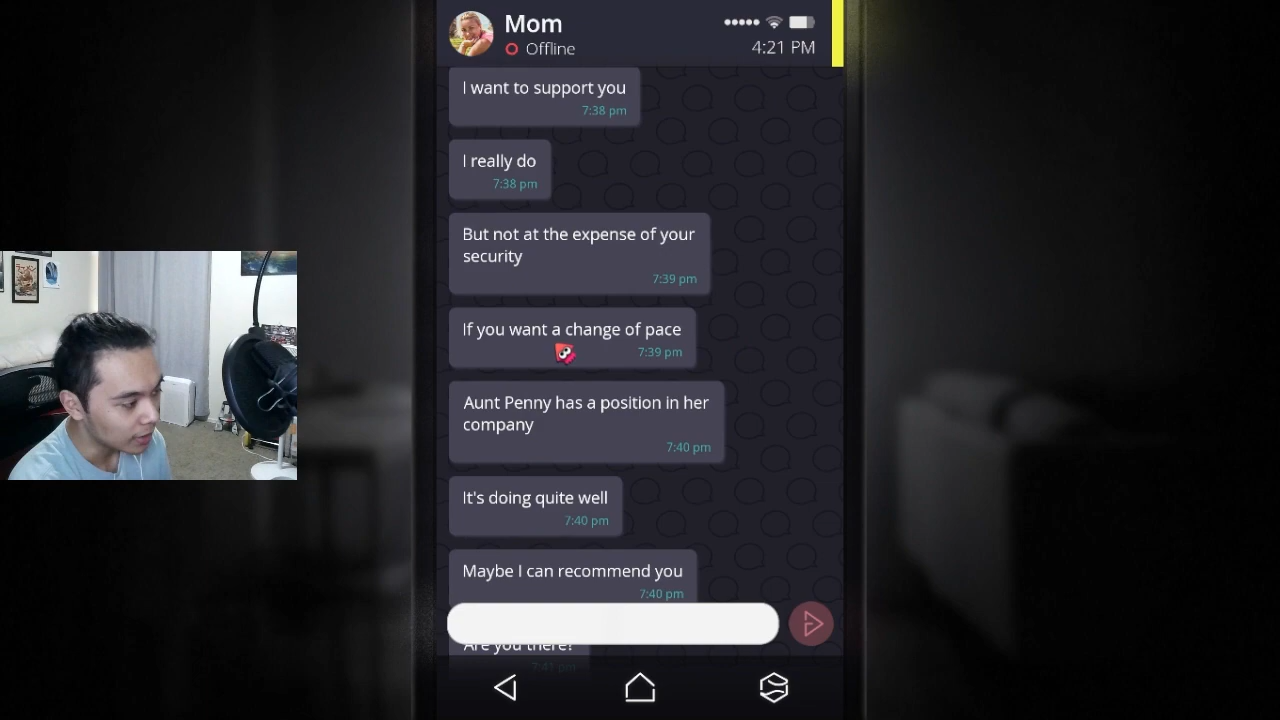 Mom
Offline
4:21 PM
I want to support you
7:38 pm
I really do
7:38 pm
But not at the expense of your
security
7:39 pm
If you want a change of pace
7:39 pm
Aunt Penny has a position in her
company
7:40 pm
It's doing quite well
7:40 pm
Maybe I can recommend you
7:40 pm
Are you there?
7:41 pm